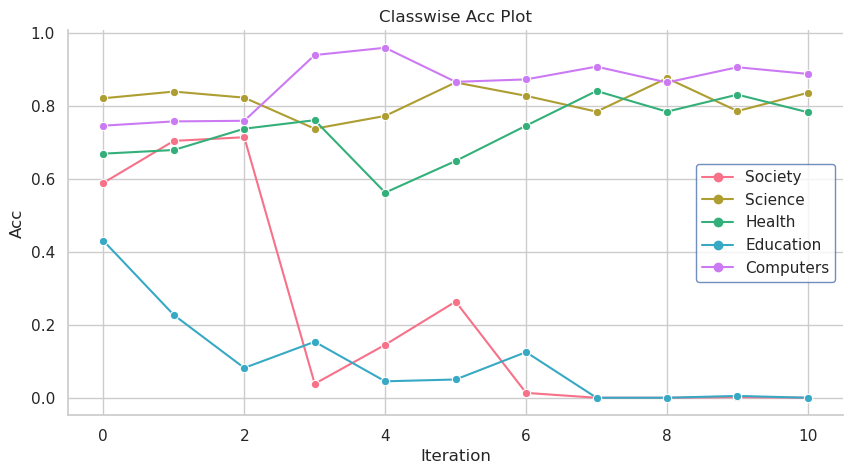 Classwise Acc Plot
1.0
0.8
0.6
0.4
0.2
0.0
Acc
0 2 4 6 8 10
Iteration
Society
Science
Health
Education
Computers